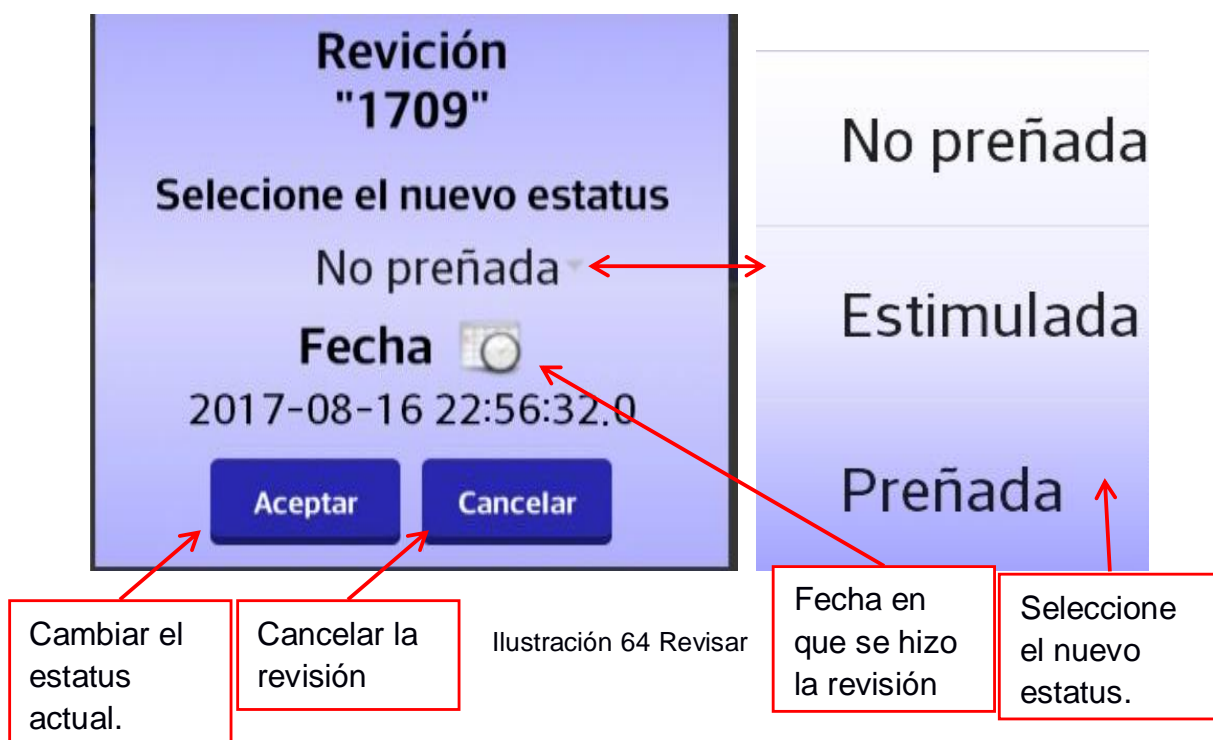 Revición
"1709"
Selecione el nuevo estatus
No preñada
Fecha
2017-08-16 22:56:32.0
Aceptar
Cancelar
No preñada
Estimulada
Preñada
Cambiar el
estatus
actual.
Cancelar la
revisión
Ilustración 64 Revisar
Fecha en
que se hizo
la revisión
Seleccione
el nuevo
estatus.